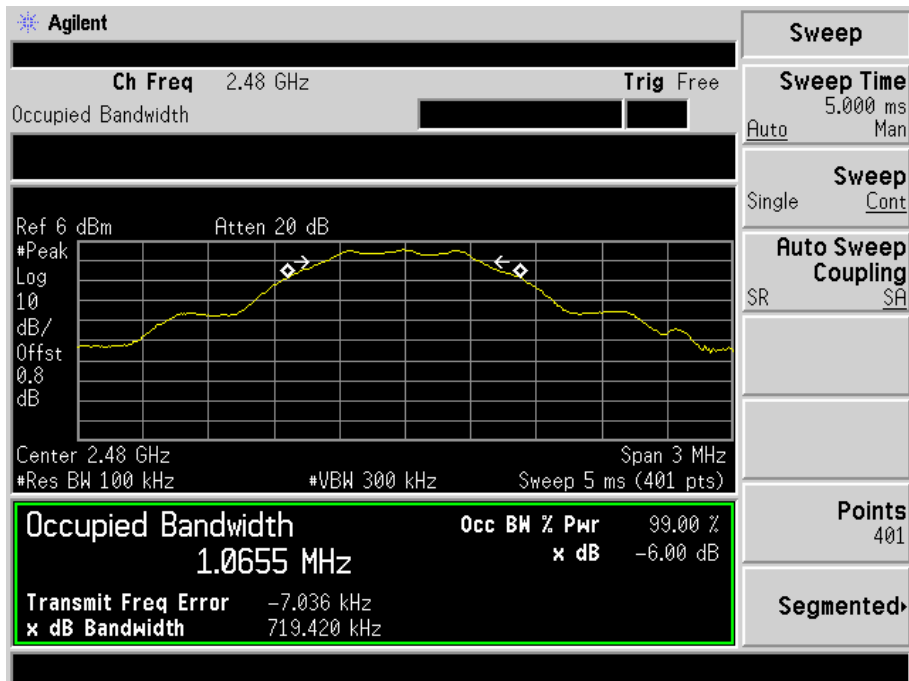 Agilent
Ch Freq 2.48 GHz Trig Free
Occupied Bandwidth
Ref 6 dBm Atten 20 dB
#Peak
Log
10
dB/
Offst
0.8
dB
Center 2.48 GHz Span 3 MHz
#Res BW 100 kHz #VBW 300 kHz Sweep 5 ms (401 pts)
Occupied Bandwidth
1.0655 MHz
Occ BW % Pwr 99.00 %
x dB -6.00 dB
Transmit Freq Error -7.036 kHz
x dB Bandwidth 719.420 kHz
Sweep
Sweep Time
5.000 ms
Auto Man
Sweep
Single Cont
Auto Sweep
Coupling
SR SA
Points
401
Segmented